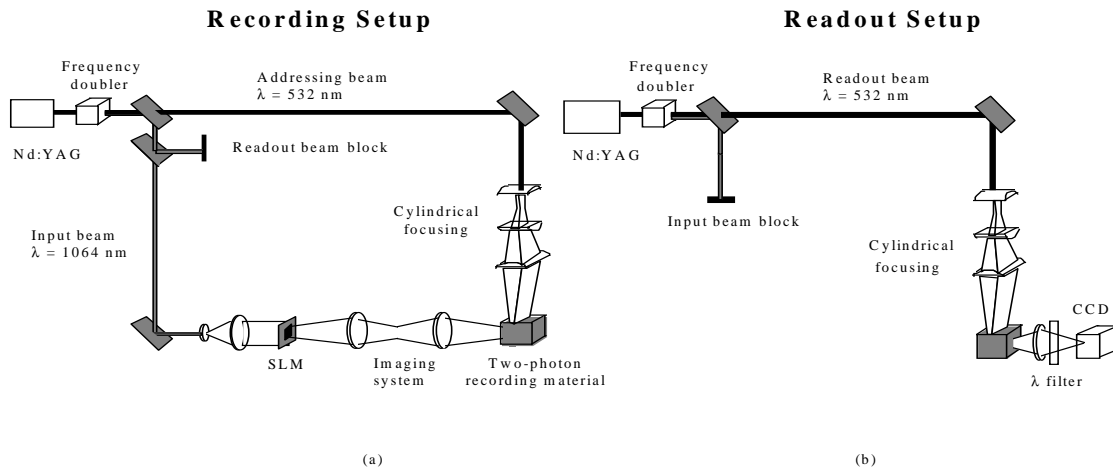 Recording Setup
Frequency
doubler
Addressing beam
λ = 532 nm
Nd:YAG
Readout beam block
Input beam
λ = 1064 nm
Cylindrical
focusing
SLM
Imaging
system
Two-photon
recording material
(a)
Readout Setup
Frequency
doubler
Readout beam
λ = 532 nm
Nd:YAG
Input beam block
Cylindrical
focusing
CCD
λ filter
(b)